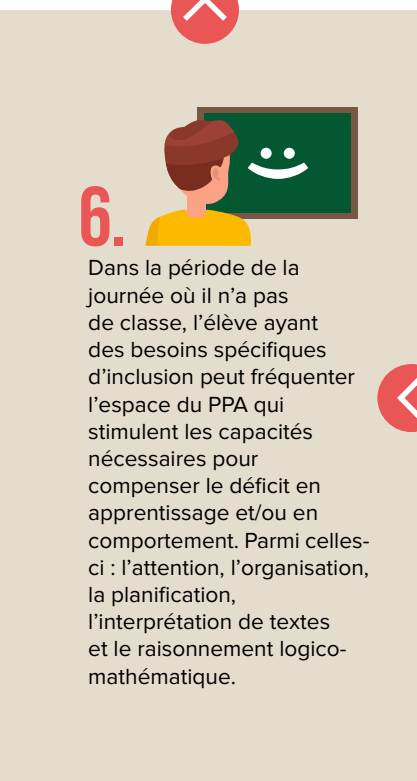 6.
Dans la période de la
journée où il n’a pas
de classe, l’élève ayant
des besoins spécifiques
d’inclusion peut fréquenter
l’espace du PPA qui
stimulent les capacités
nécessaires pour
compenser le déficit en
apprentissage et/ou en
comportement. Parmi celles-
ci : l’attention, l’organisation,
la planification,
l’interprétation de textes
et le raisonnement logico-
mathématique.